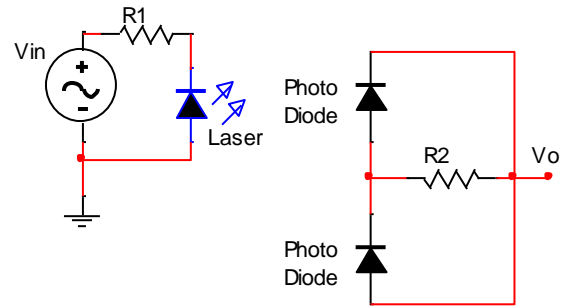 R1
Vin
Laser
Photo
Diode
R2
Vo
Photo
Diode